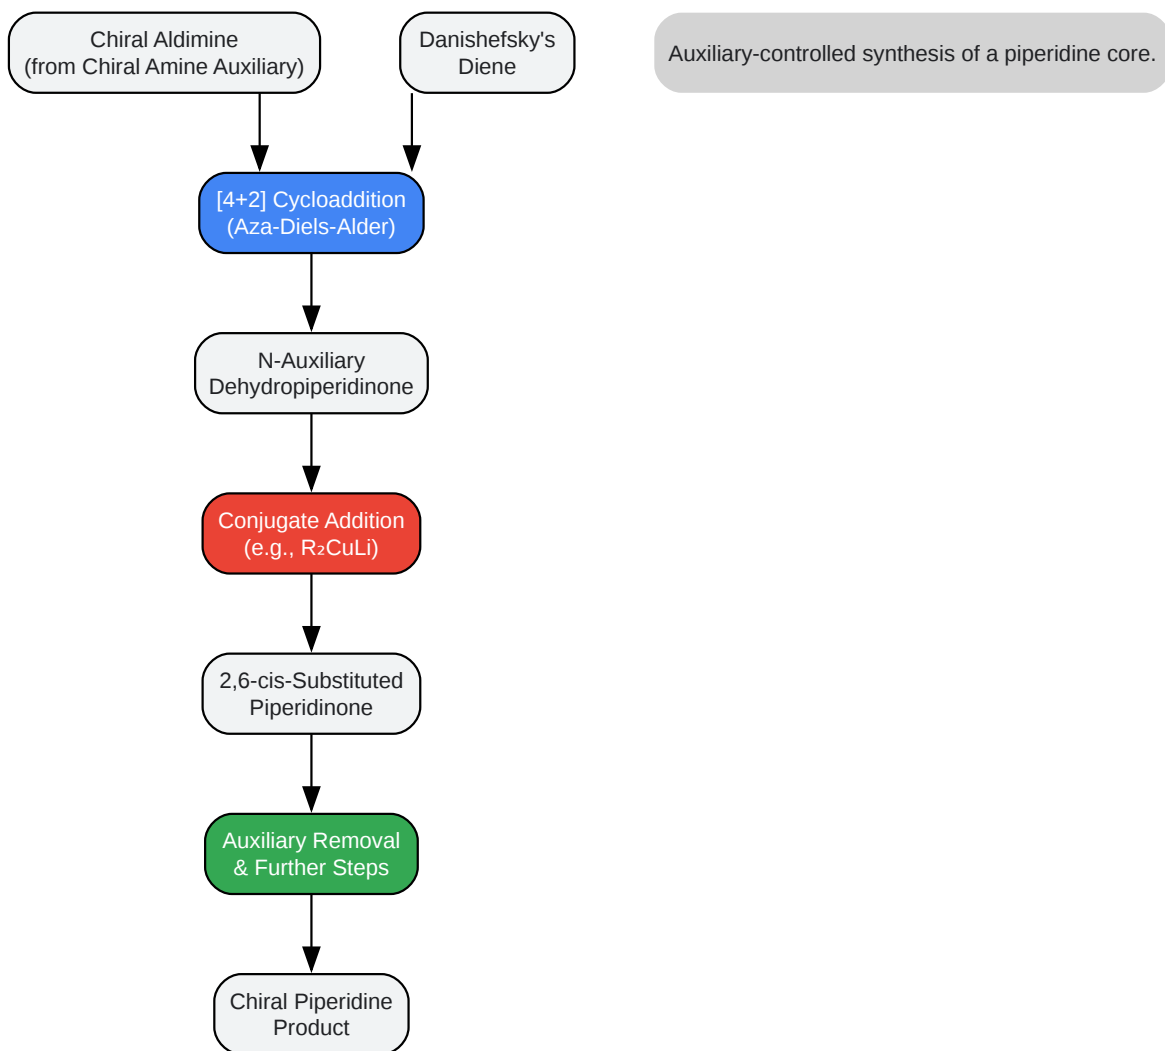 Chiral Aldimine
(from Chiral Amine Auxiliary)
Danishefsky's
Diene
Auxiliary-controlled synthesis of a piperidine core.
[4+2] Cycloaddition
(Aza-Diels-Alder)
N-Auxiliary
Dehydropiperidinone
Conjugate Addition
(e.g., R₂CuLi)
2,6-cis-Substituted
Piperidinone
Auxiliary Removal
& Further Steps
Chiral Piperidine
Product